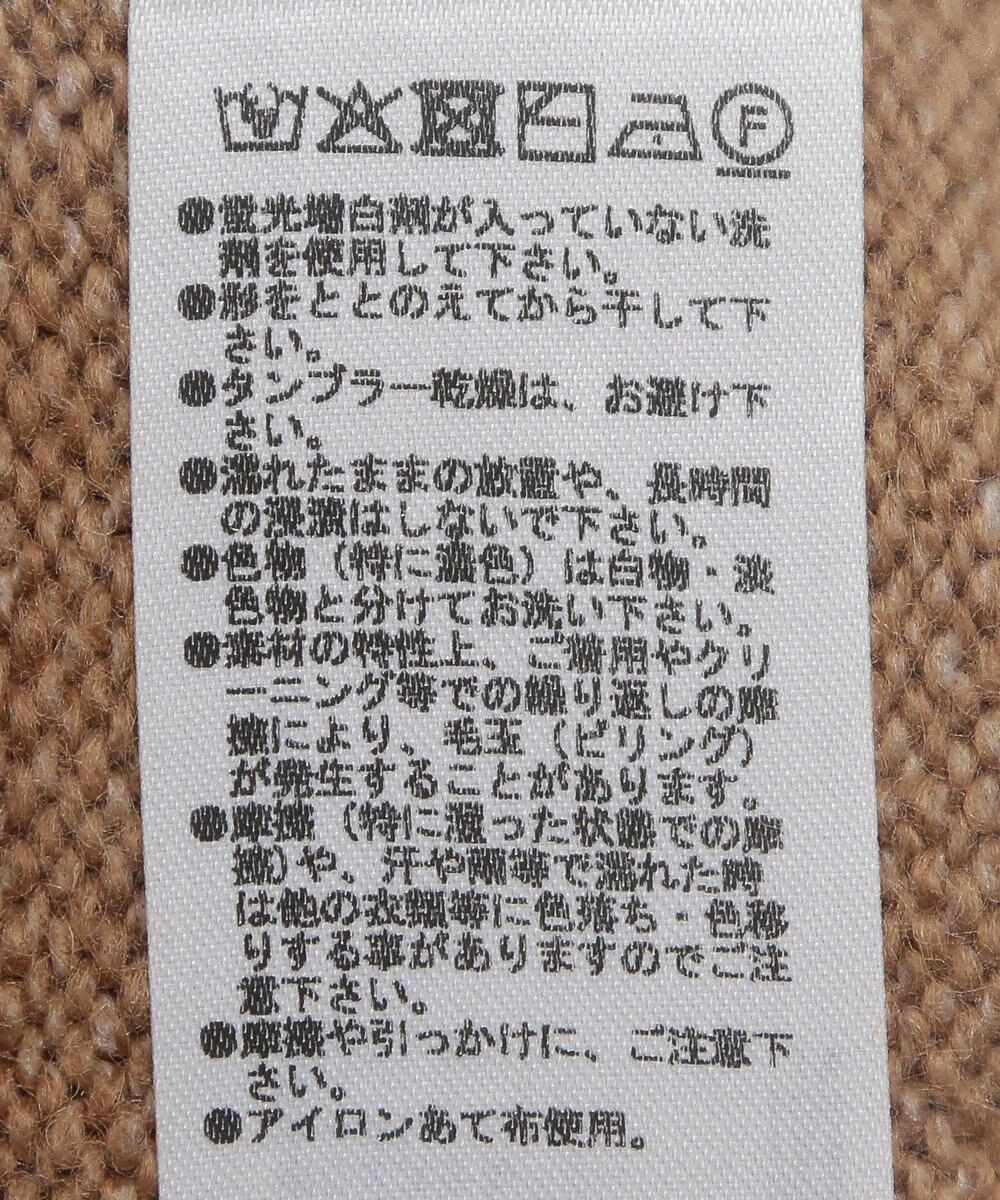 F
●蛍光増白剤が入っていない洗
剤を使用して下さい。
●形をととのえてから干して下
さい。
●タンブラー乾燥は、お避け下
さい。
●濡れたままの放置や、長時間
の浸漬はしないで下さい。
●色物(特に濃色)は白物・淡
色物と分けてお洗い下さい。
●素材の特性上、ご着用やクリ
ーニング等での繰り返しの摩
擦により、毛玉(ピリング)
が発生することがあります。
●摩擦(特に湿った状態での摩
擦)や、汗や雨等で濡れた時
は他の衣類等に色落ち・色移
りする事がありますのでご注
意下さい。
●摩擦や引っかけに、ご注意下
さい。
●アイロンあて布使用。